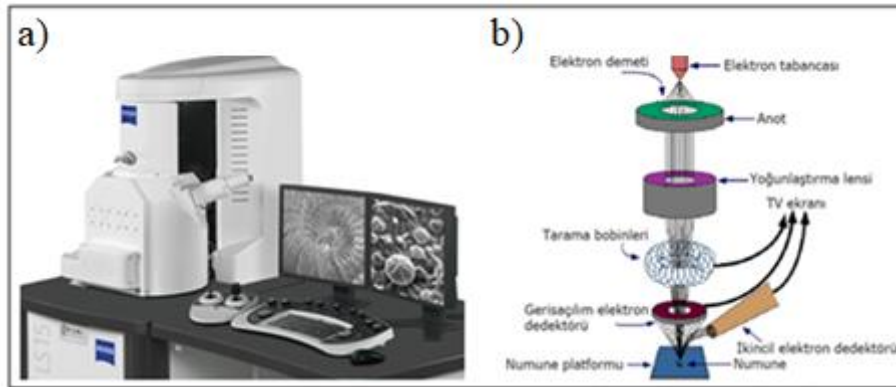 a)
b)
Elektron demeti
Elektron tabancası
Anot
Yoğunlaştırma lensi
TV ekranı
Tarama bobinleri
Gerisaçılım elektron
dedektörü
İkincil elektron dedektörü
Numune platformu
Numune